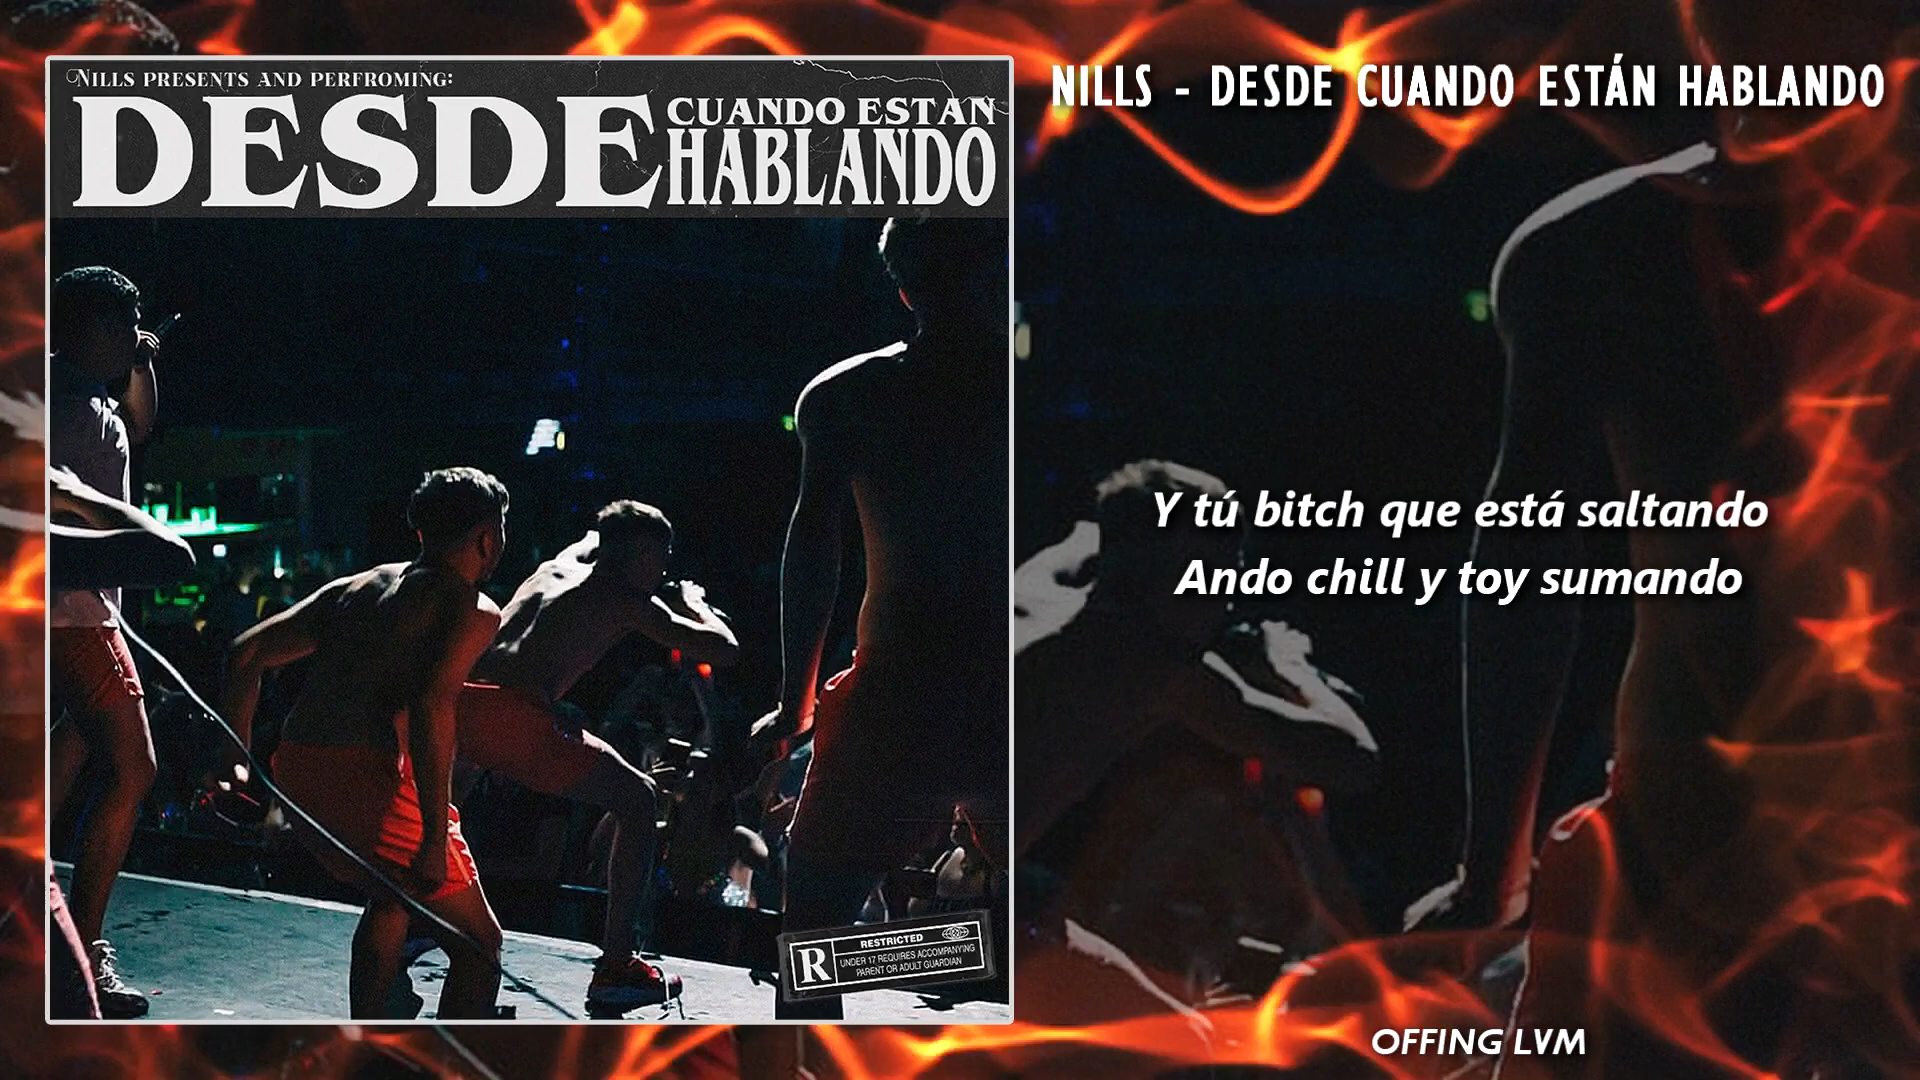 NILLS PRESENTS AND PERFROMING:
DESDE
CUANDO ESTAN
HABLANDO
R
RESTRICTED
UNDER 17 REQUIRES ACCOMPANYING
PARENT OR ADULT GUARDIAN
NILLS - DESDE CUANDO ESTÁN HABLANDO
Y tú bitch que está saltando
Ando chill y toy sumando
OFFING LVM